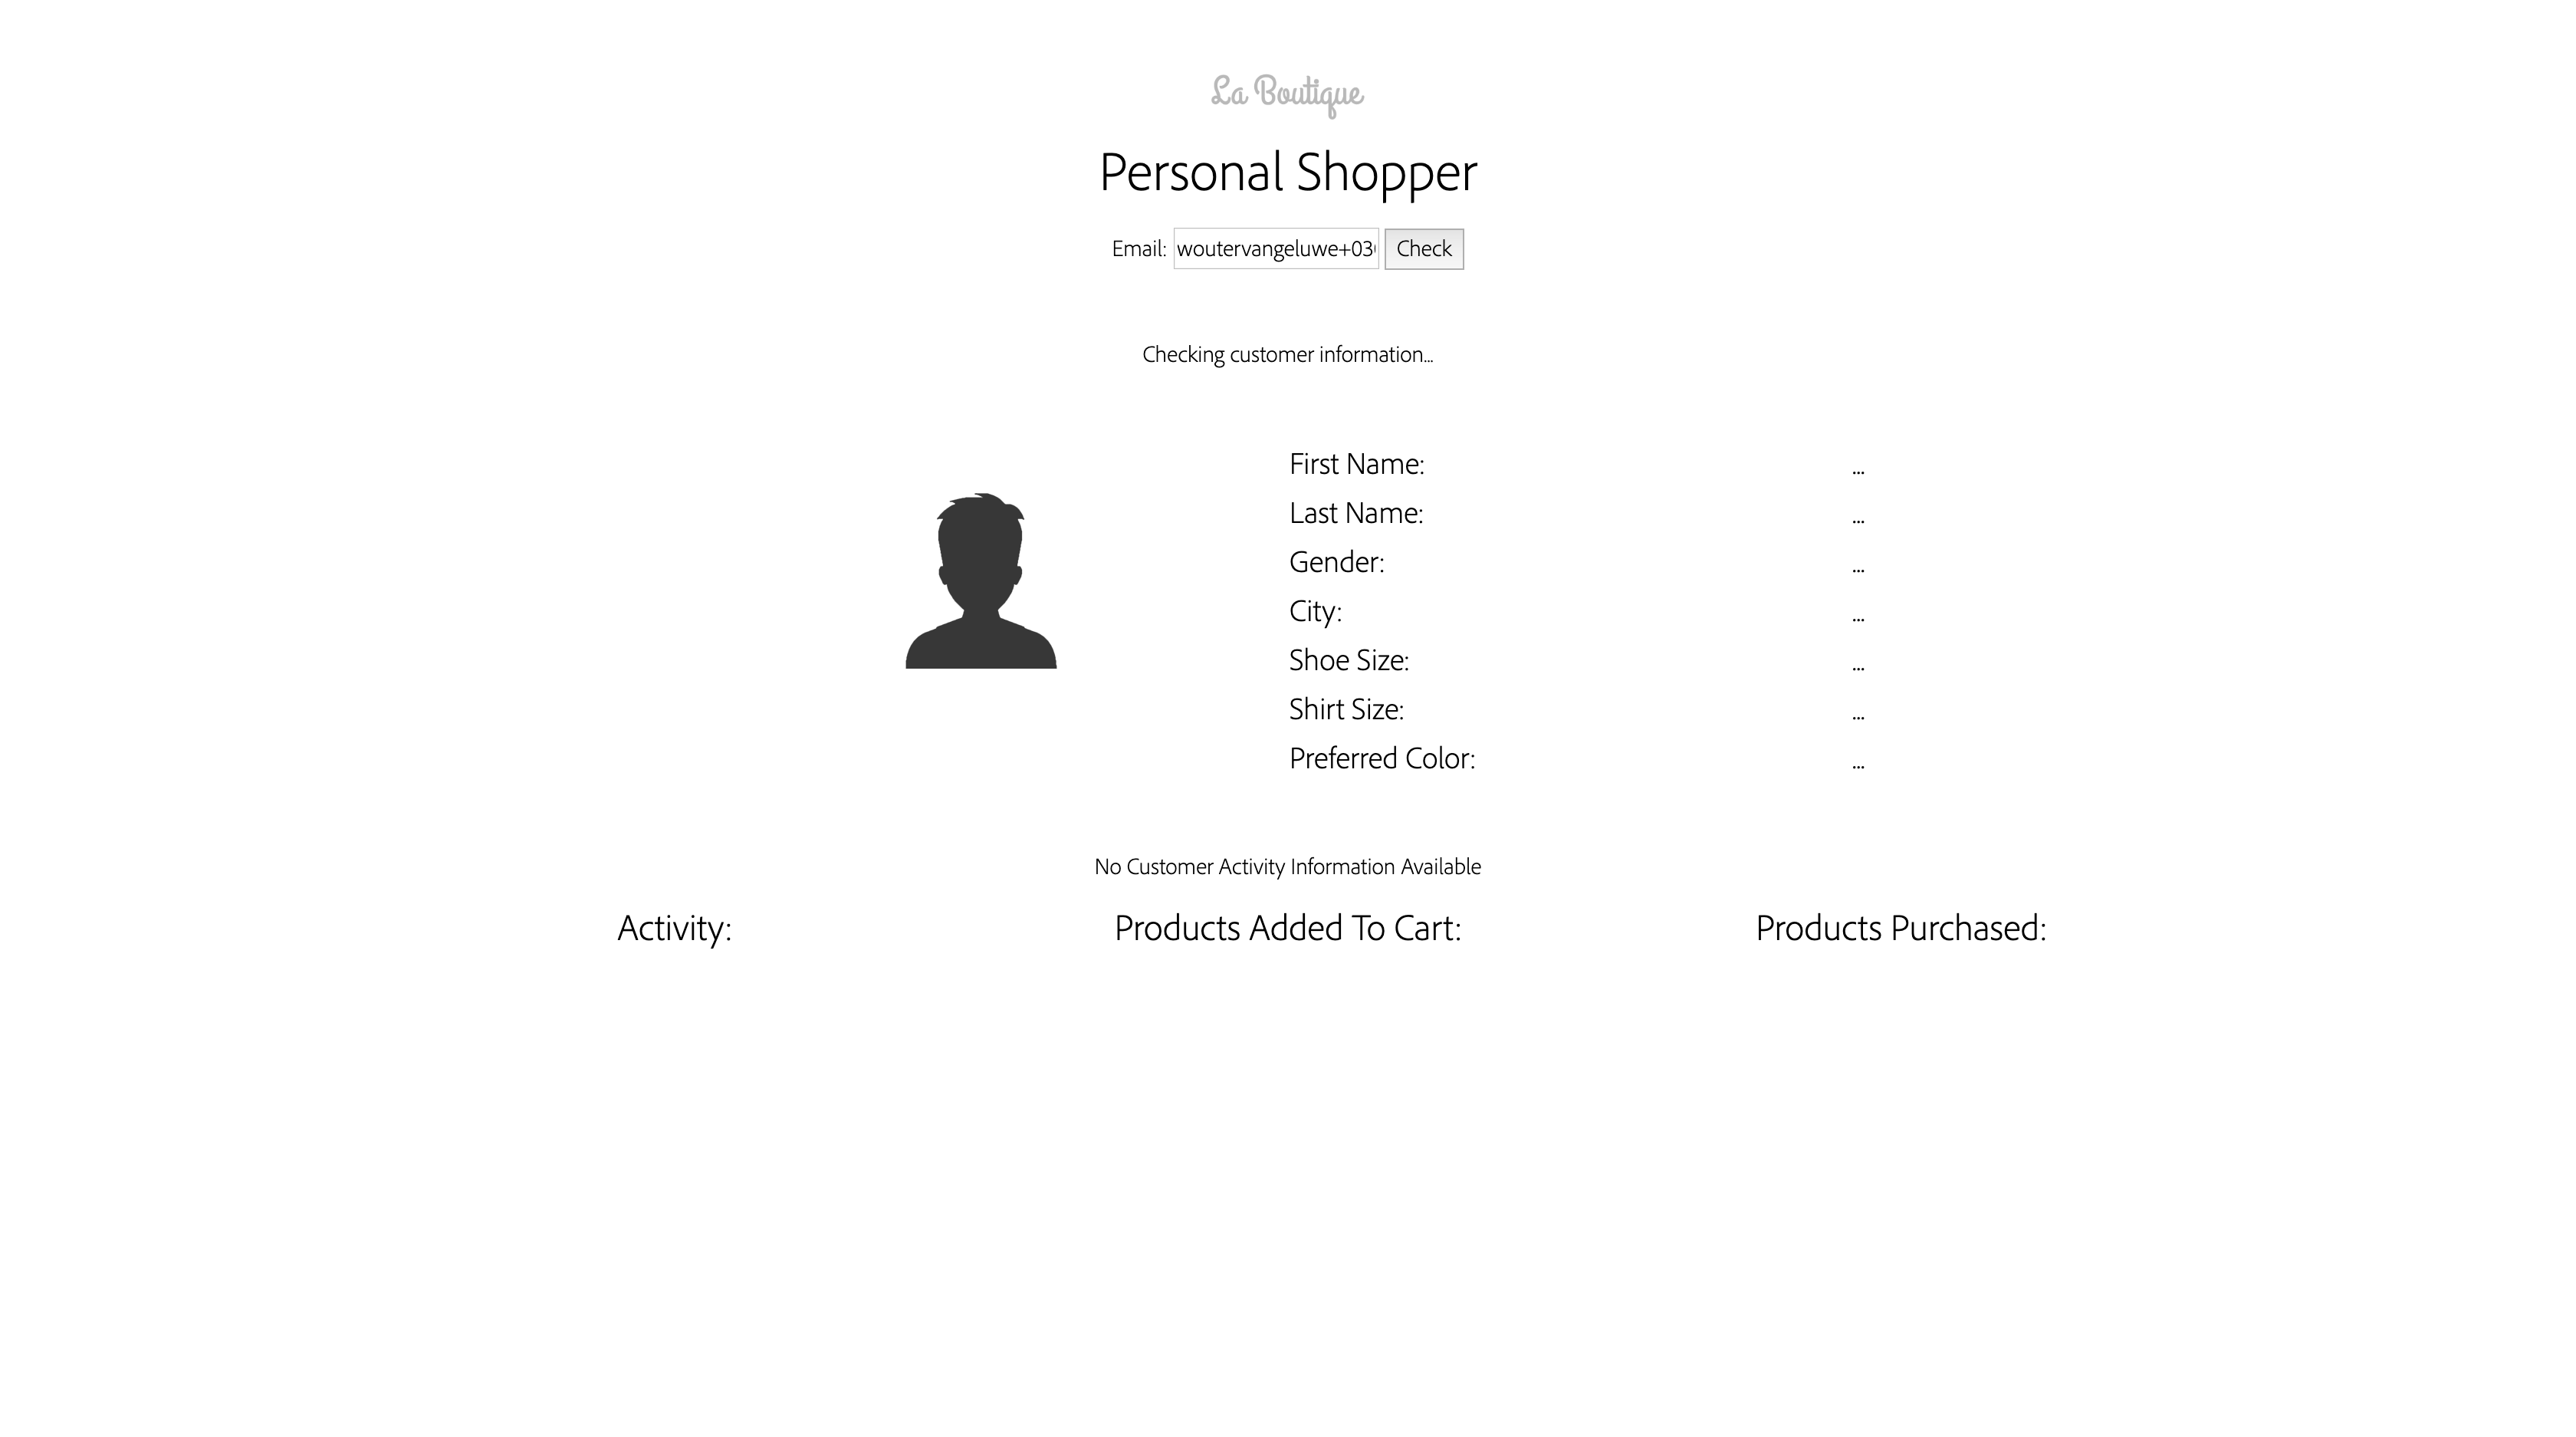 La Boutique
Personal Shopper
Email: woutervangeluwe+03 Check
Checking customer information...
First Name: ...
Last Name: ...
Gender: ...
City: ...
Shoe Size: ...
Shirt Size: ...
Preferred Color: ...
No Customer Activity Information Available
Activity: Products Added To Cart: Products Purchased: